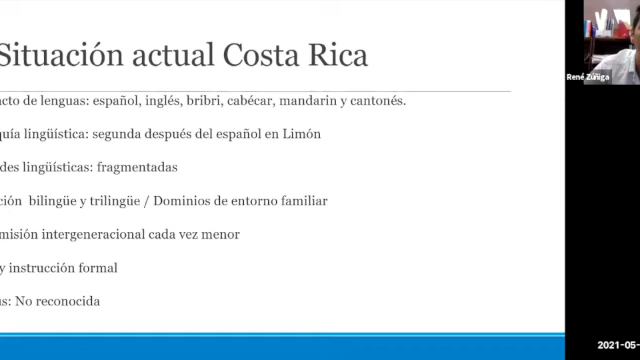 Situación actual Costa Rica
acto de lenguas: español, inglés, bribri, cabécar, mandarin y cantonés.
quía lingüística: segunda después del español en Limón
des lingüísticas: fragmentadas
ción bilingüe y trilingüe / Dominios de entorno familiar
misión intergeneracional cada vez menor
y instrucción formal
us: No reconocida
René Zúñiga
2021-05-